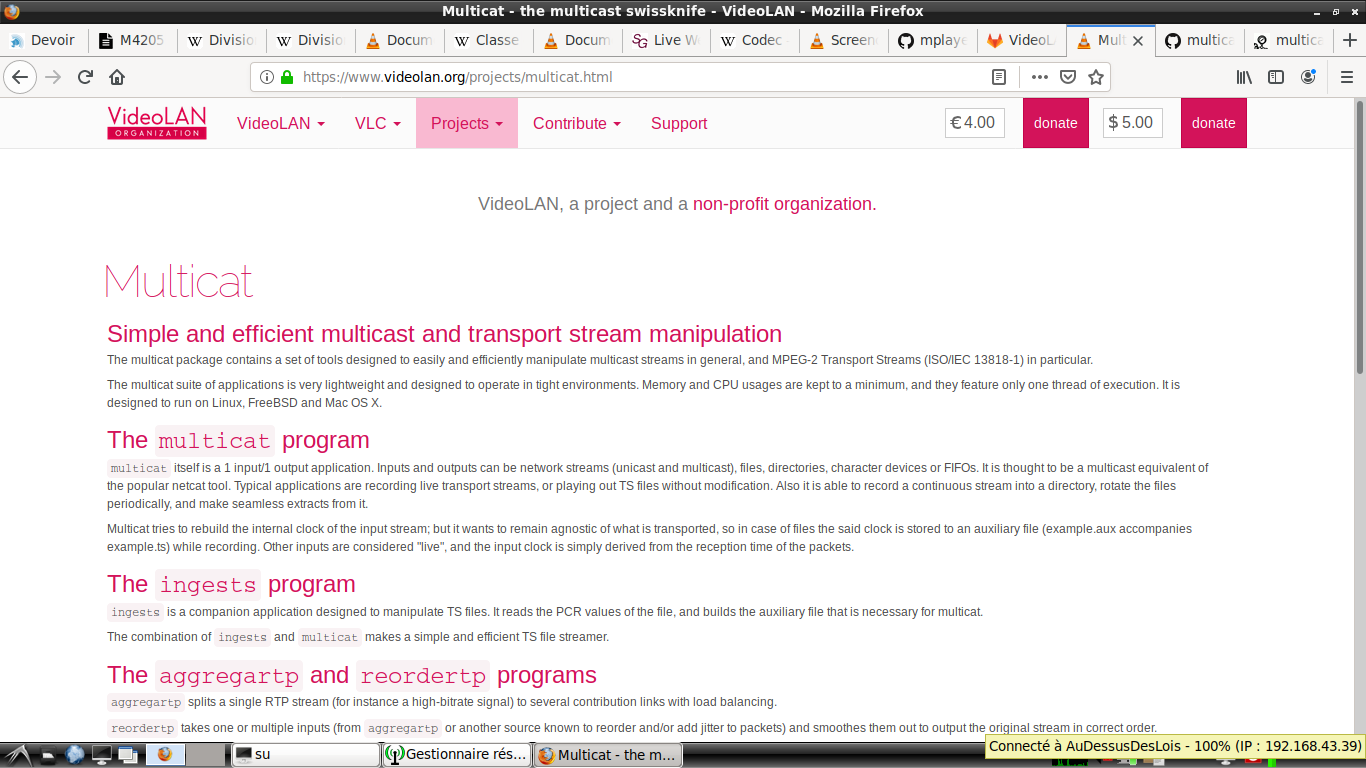 Multicat - the multicast swissknife - VideoLAN - Mozilla Firefox
Devoir M4205 Divisio Divisio Docum Classe Docum Live W Codec - Screen mplaye VideoL Mult multica multica
https://www.videolan.org/projects/multicat.html
VideoLAN ORGANIZATION VideoLAN VLC Projects Contribute Support € 4.00 donate $ 5.00 donate
VideoLAN, a project and a non-profit organization.
Multicat
Simple and efficient multicast and transport stream manipulation
The multicat package contains a set of tools designed to easily and efficiently manipulate multicast streams in general, and MPEG-2 Transport Streams (ISO/IEC 13818-1) in particular.
The multicat suite of applications is very lightweight and designed to operate in tight environments. Memory and CPU usages are kept to a minimum, and they feature only one thread of execution. It is
designed to run on Linux, FreeBSD and Mac OS X.
The multicat program
multicat itself is a 1 input/1 output application. Inputs and outputs can be network streams (unicast and multicast), files, directories, character devices or FIFOs. It is thought to be a multicast equivalent of
the popular netcat tool. Typical applications are recording live transport streams, or playing out TS files without modification. Also it is able to record a continuous stream into a directory, rotate the files
periodically, and make seamless extracts from it.
Multicat tries to rebuild the internal clock of the input stream; but it wants to remain agnostic of what is transported, so in case of files the said clock is stored to an auxiliary file (example.aux accompanies
example.ts) while recording. Other inputs are considered "live", and the input clock is simply derived from the reception time of the packets.
The ingests program
ingests is a companion application designed to manipulate TS files. It reads the PCR values of the file, and builds the auxiliary file that is necessary for multicat.
The combination of ingests and multicat makes a simple and efficient TS file streamer.
The aggregartp and reordertp programs
aggregartp splits a single RTP stream (for instance a high-bitrate signal) to several contribution links with load balancing.
reordertp takes one or multiple inputs (from aggregartp or another source known to reorder and/or add jitter to packets) and smoothes them out to output the original stream in correct order.
su Gestionnaire rés... Multicat - the m...
Connecté à AuDessusDesLois - 100% (IP : 192.168.43.39)